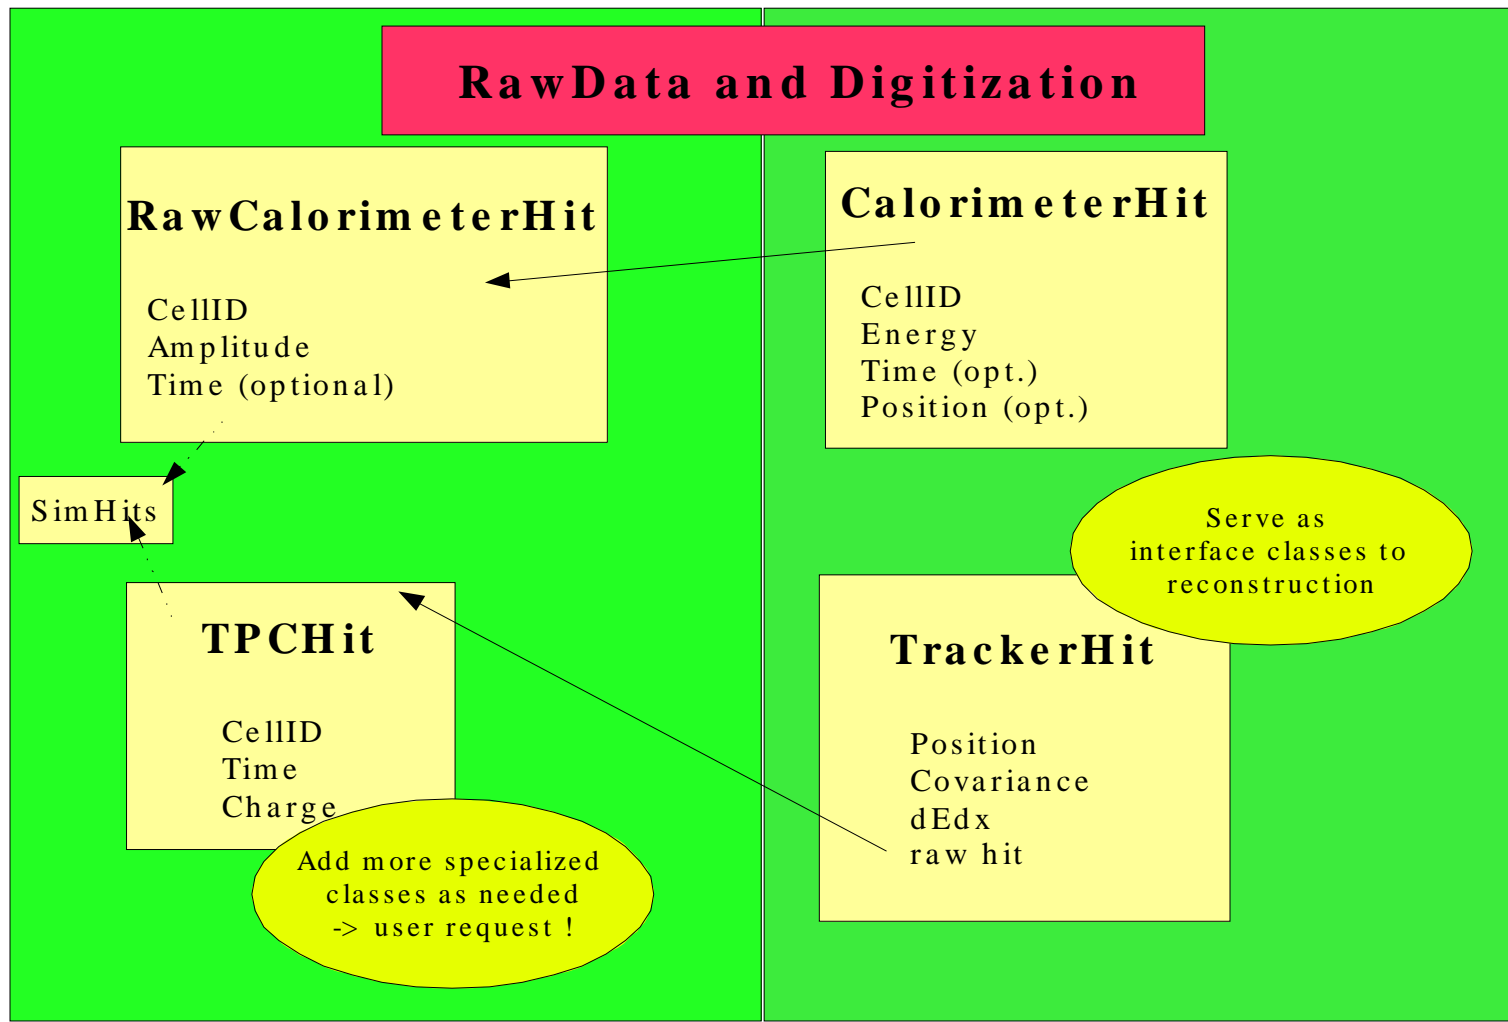 RawData and Digitization
RawCalorimeterHit
CellID
Amplitude
Time (optional)
SimHits
TPCHit
CellID
Time
Charge
Add more specialized
classes as needed
-> user request !
CalorimeterHit
CellID
Energy
Time (opt.)
Position (opt.)
Serve as
interface classes to
reconstruction
TrackerHit
Position
Covariance
dEdx
raw hit